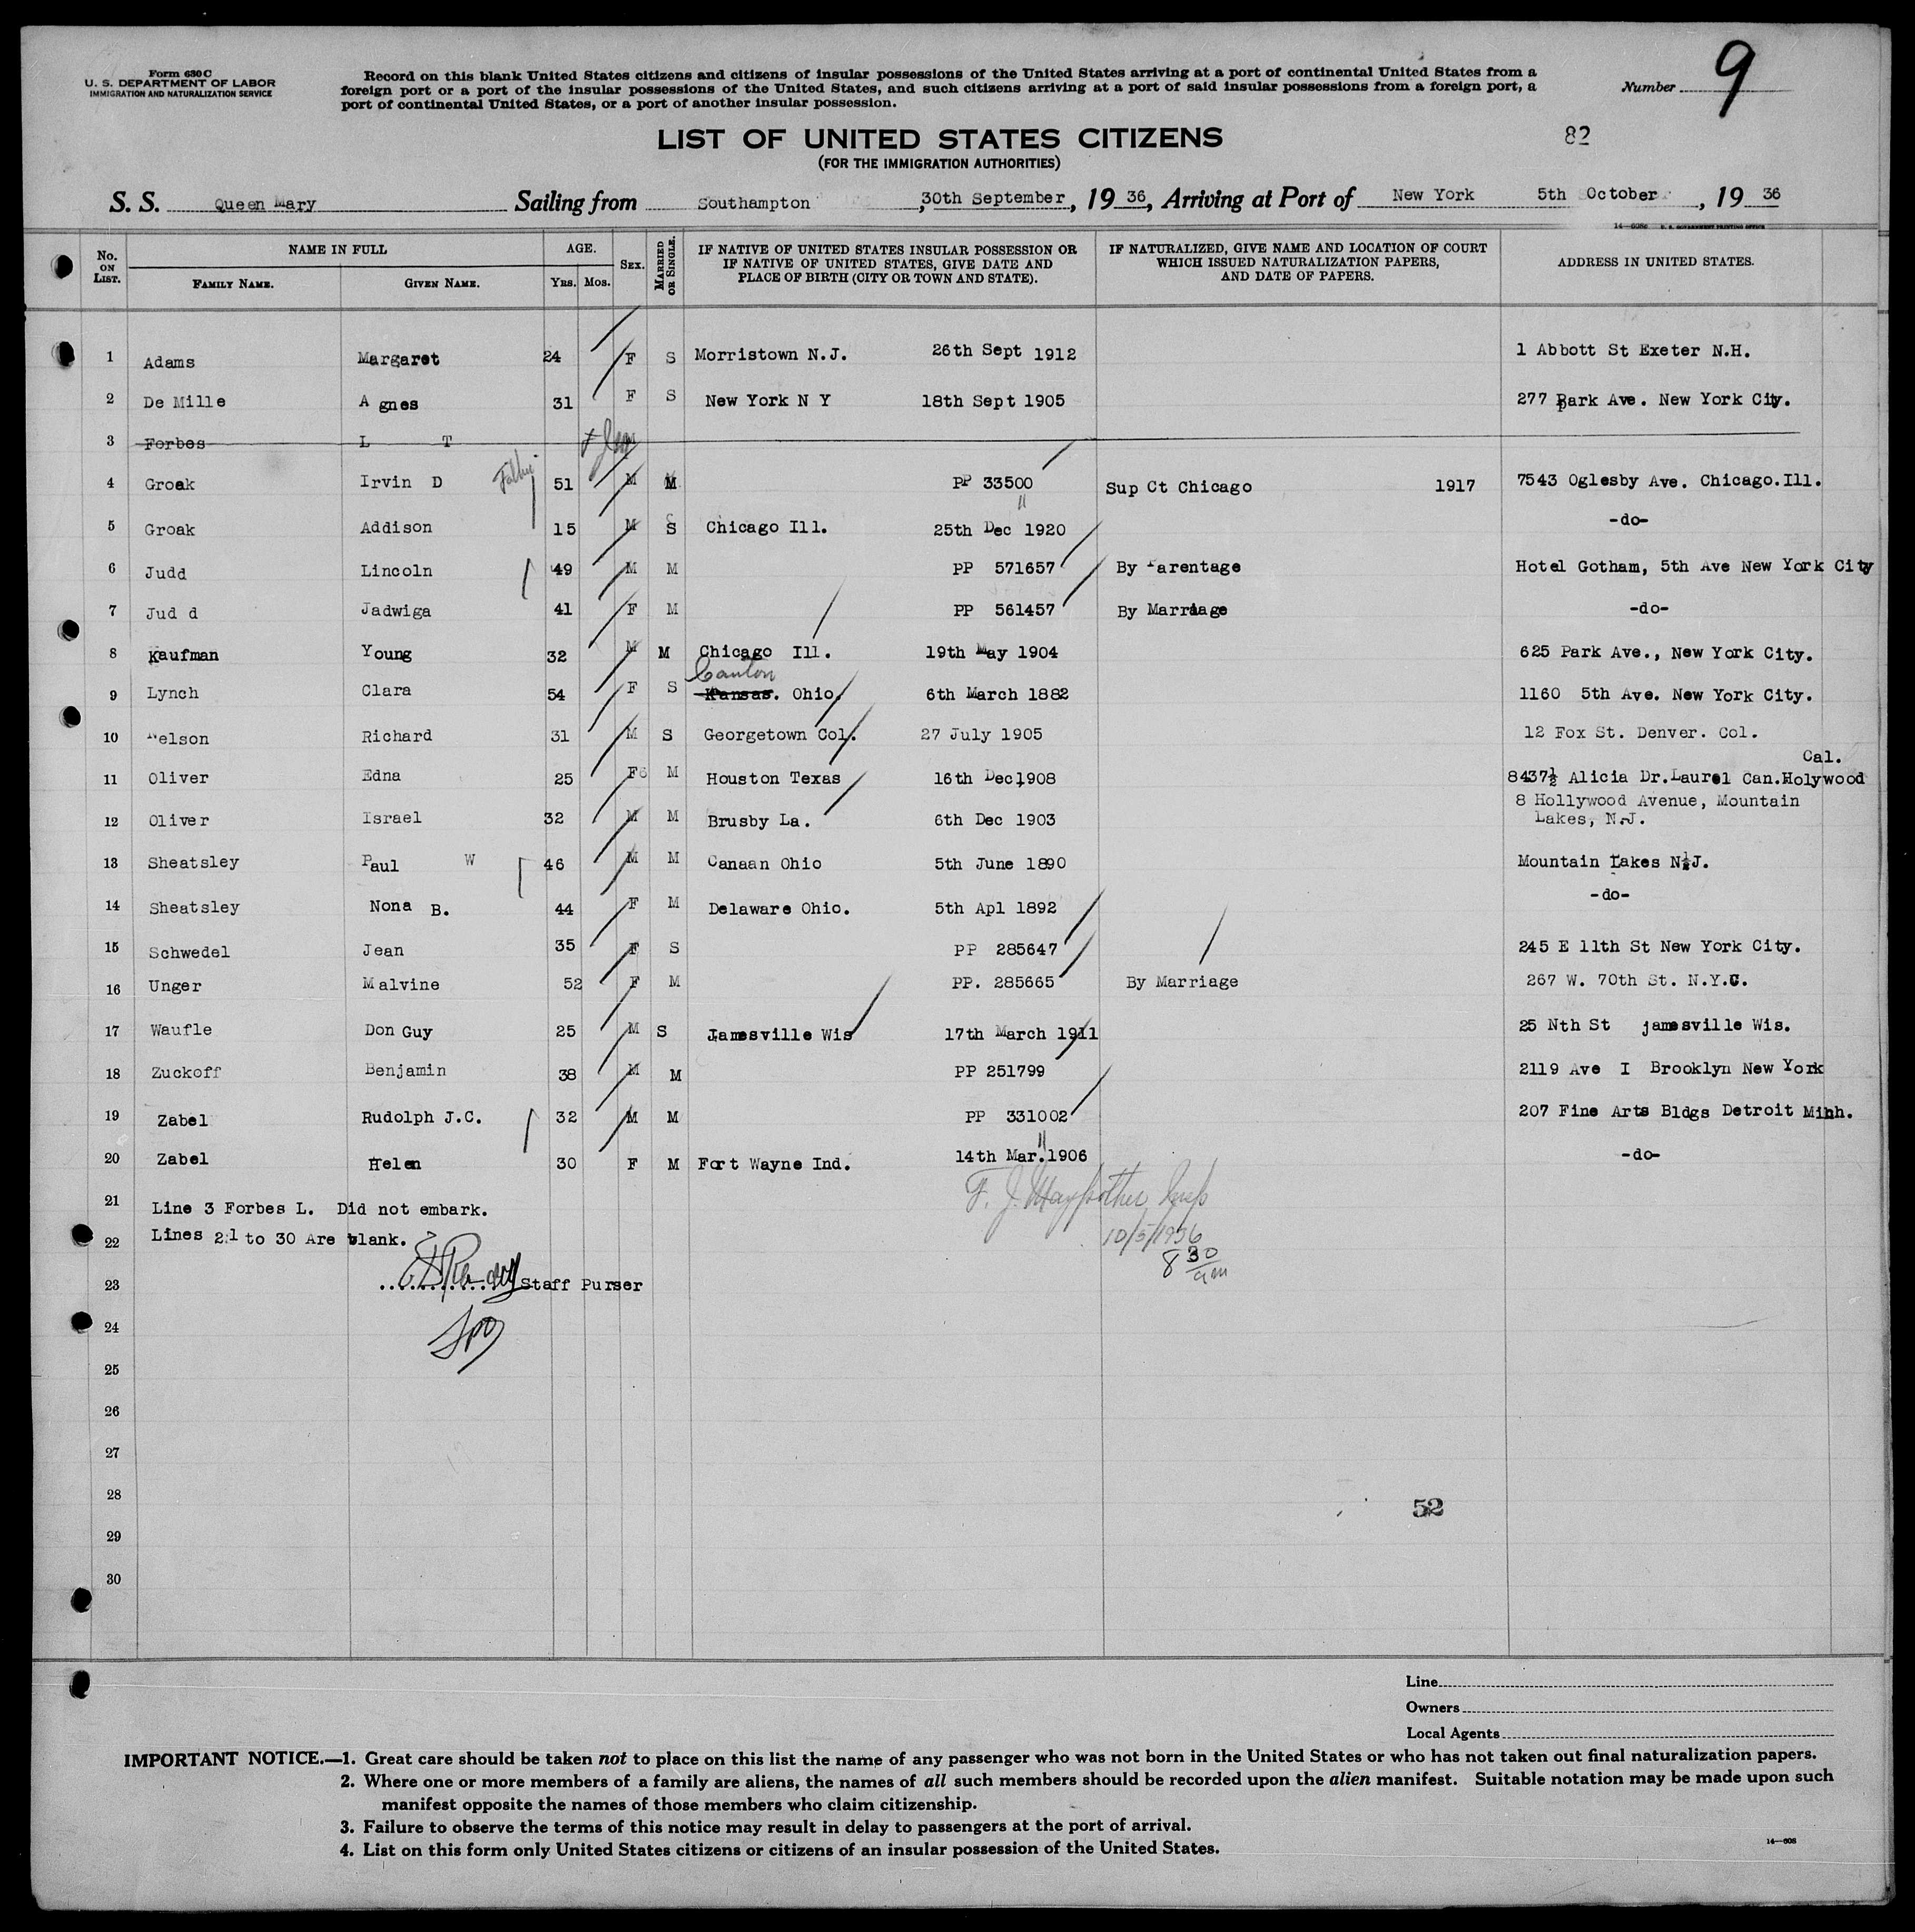 Form 630 C
U. S. DEPARTMENT OF LABOR
IMMIGRATION AND NATURALIZATION SERVICE
Record on this blank United States citizens and citizens of insular possessions of the United States arriving at a port of continental United States from a
foreign port or a port of the insular possessions of the United States, and such citizens arriving at a port of said insular possessions from a foreign port, a
port of continental United States, or a port of another insular possession.
Number 9
LIST OF UNITED STATES CITIZENS
82
(FOR THE IMMIGRATION AUTHORITIES)
S. S. Queen Mary Sailing from Southampton , 30th September, 19 36, Arriving at Port of New York 5th October , 19 36
No. ON LIST. NAME IN FULL FAMILY NAME. GIVEN NAME. AGE. YRS. MOS. SEX. MARRIED OR SINGLE. IF NATIVE OF UNITED STATES INSULAR POSSESSION OR IF NATIVE OF UNITED STATES, GIVE DATE AND PLACE OF BIRTH (CITY OR TOWN AND STATE). IF NATURALIZED, GIVE NAME AND LOCATION OF COURT WHICH ISSUED NATURALIZATION PAPERS, AND DATE OF PAPERS. ADDRESS IN UNITED STATES.
1 Adams Margaret 24 F S Morristown N.J. 26th Sept 1912 1 Abbott St Exeter N.H.
2 De Mille A gnes 31 F S New York N Y 18th Sept 1905 277 Park Ave. New York City.
3 Forbes L T M
4 Groak Irvin D Father 51 M M PP 33500 Sup Ct Chicago 1917 7543 Oglesby Ave. Chicago.Ill.
5 Groak Addison 15 M S Chicago Ill. 25th Dec 1920 -do-
6 Judd Lincoln 49 M M PP 571657 By Parentage Hotel Gotham, 5th Ave New York City
7 Jud d Jadwiga 41 F M PP 561457 By Marriage -do-
8 Kaufman Young 32 M M Chicago Ill. 19th May 1904 625 Park Ave., New York City.
Canton
9 Lynch Clara 54 F S Kansas. Ohio. 6th March 1882 1160 5th Ave. New York City.
10 Nelson Richard 31 M S Georgetown Col. 27 July 1905 12 Fox St. Denver. Col.
Cal.
11 Oliver Edna 25 F M Houston Texas 16th Dec 1908 8437½ Alicia Dr.Laurel Can.Holywood
8 Hollywood Avenue, Mountain
12 Oliver Israel 32 M M Brusby La. 6th Dec 1903 Lakes, N.J.
13 Sheatsley Paul W 46 M M Canaan Ohio 5th June 1890 Mountain Lakes N.J.
14 Sheatsley Nona B. 44 F M Delaware Ohio. 5th Apl 1892 -do-
15 Schwedel Jean 35 F S PP 285647 245 E 11th St New York City.
16 Unger Malvine 52 F M PP. 285665 By Marriage 267 W. 70th St. N.Y.C.
17 Waufle Don Guy 25 M S Jamesville Wis 17th March 1911 25 Nth St jamesville Wis.
18 Zuckoff Benjamin 38 M M PP 251799 2119 Ave I Brooklyn New York
19 Zabel Rudolph J.C. 32 M M PP 331002 207 Fine Arts Bldgs Detroit Mihh.
20 Zabel Helen 30 F M Fort Wayne Ind. 14th Mar. 1906 -do-
21 Line 3 Forbes L. Did not embark.
22 Lines 21 to 30 Are blank.
10/5/1936
8 30 am
23 Staff Purser
24
25
26
27
28
52
29
30
Line
Owners
Local Agents
IMPORTANT NOTICE.—1. Great care should be taken not to place on this list the name of any passenger who was not born in the United States or who has not taken out final naturalization papers.
2. Where one or more members of a family are aliens, the names of all such members should be recorded upon the alien manifest. Suitable notation may be made upon such
manifest opposite the names of those members who claim citizenship.
3. Failure to observe the terms of this notice may result in delay to passengers at the port of arrival.
4. List on this form only United States citizens or citizens of an insular possession of the United States.
14—608